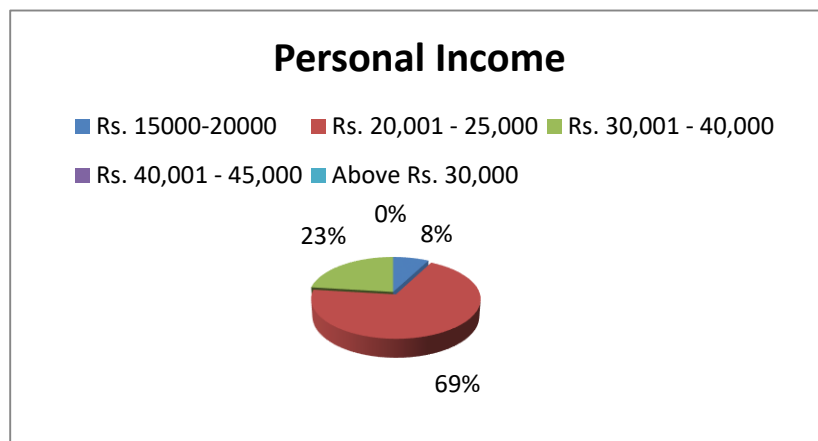 Personal Income
Rs. 15000-20000 Rs. 20,001 - 25,000 Rs. 30,001 - 40,000
Rs. 40,001 - 45,000 Above Rs. 30,000
0%
23% 8%
69%